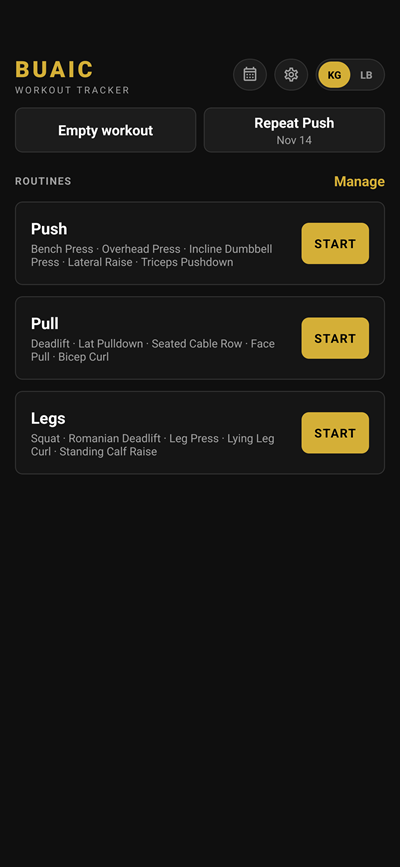 BUAIC
WORKOUT TRACKER
KG
LB
Empty workout
Repeat Push
Nov 14
ROUTINES
Manage
Push
Bench Press · Overhead Press · Incline Dumbbell
Press · Lateral Raise · Triceps Pushdown
START
Pull
Deadlift · Lat Pulldown · Seated Cable Row · Face
Pull · Bicep Curl
START
Legs
Squat · Romanian Deadlift · Leg Press · Lying Leg
Curl · Standing Calf Raise
START